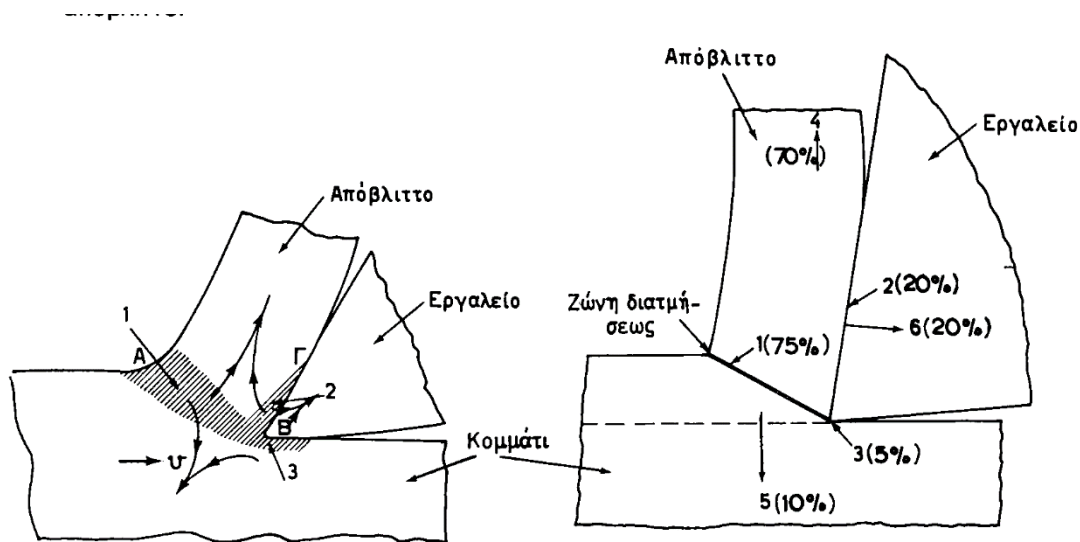 Απόβλιττο
Εργαλείο
1
Α
Γ
2
Β
3
υ
Κομμάτι
Απόβλιττο
Εργαλείο
4
(70%)
Ζώνη διατμή-
σεως
2(20%)
6(20%)
1(75%)
3(5%)
5(10%)